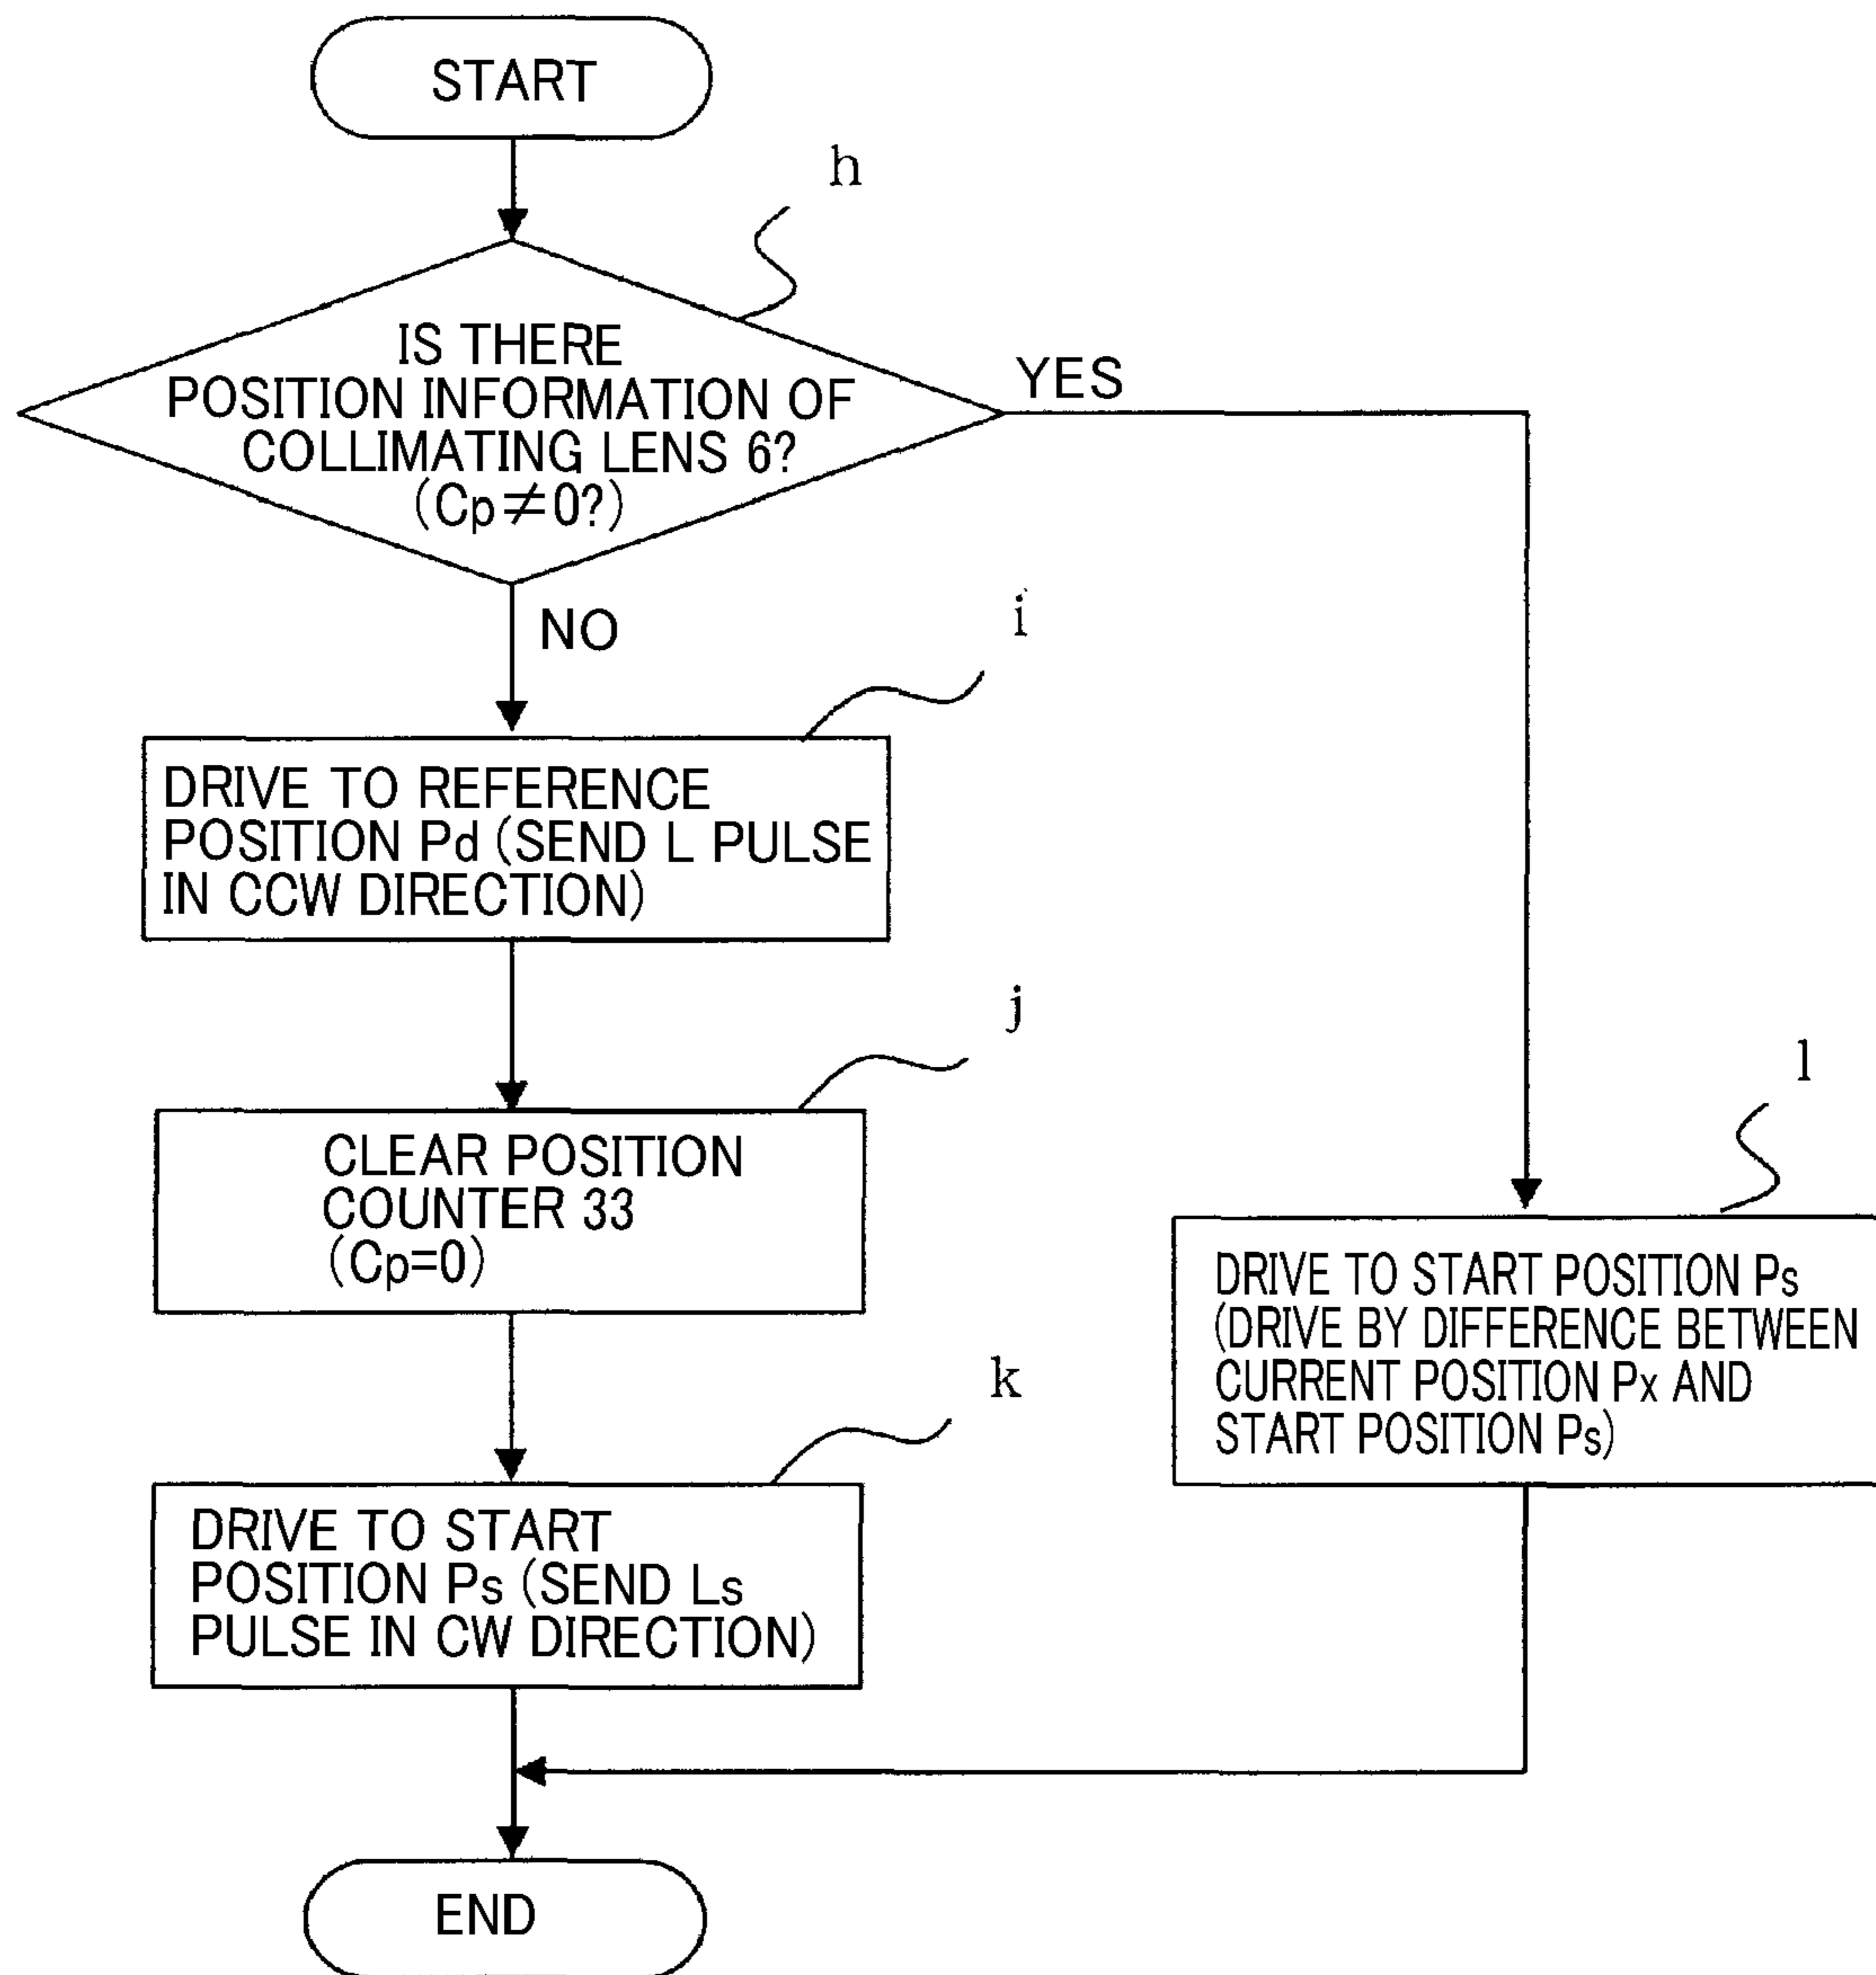 START
h
IS THERE
POSITION INFORMATION OF
COLLIMATING LENS 6?
(Cp≠0?)
YES
NO
i
DRIVE TO REFERENCE
POSITION Pd (SEND L PULSE
IN CCW DIRECTION)
j
CLEAR POSITION
COUNTER 33
(Cp=0)
l
DRIVE TO START POSITION Ps
(DRIVE BY DIFFERENCE BETWEEN
CURRENT POSITION Px AND
START POSITION Ps)
k
DRIVE TO START
POSITION Ps (SEND Ls
PULSE IN CW DIRECTION)
END